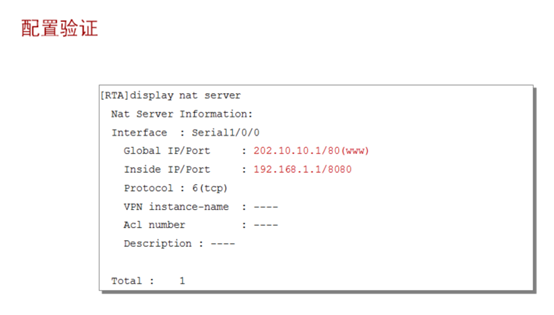 配置验证
[RTA]display nat server
Nat Server Information:
Interface : Serial1/0/0
Global IP/Port : 202.10.10.1/80(www)
Inside IP/Port : 192.168.1.1/8080
Protocol : 6(tcp)
VPN instance-name : ----
Acl number : ----
Description : ----
Total : 1